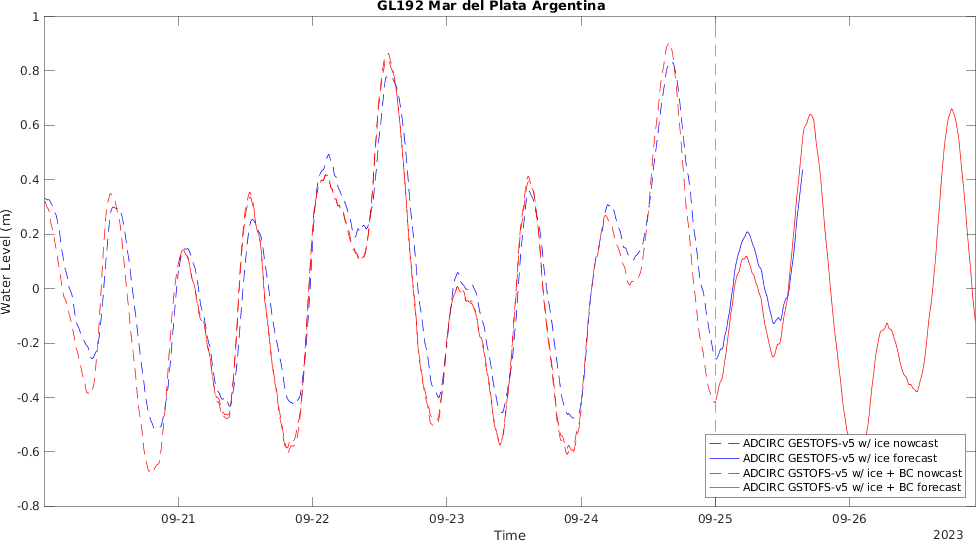 GL192 Mar del Plata Argentina
1
0.8
0.6
0.4
0.2
0
-0.2
-0.4
-0.6
-0.8
Water Level (m)
ADCIRC GESTOFS-v5 w/ ice nowcast
ADCIRC GESTOFS-v5 w/ ice forecast
ADCIRC GSTOFS-v5 w/ ice + BC nowcast
ADCIRC GSTOFS-v5 w/ ice + BC forecast
09-21 09-22 09-23 09-24 09-25 09-26
Time
2023